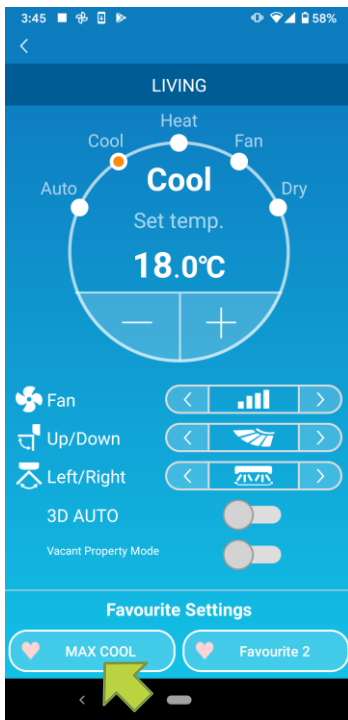 3:45 58%
LIVING
Heat
Cool Fan
Auto Cool Dry
Set temp.
18.0°C
Fan
Up/Down
Left/Right
3D AUTO
Vacant Property Mode
Favourite Settings
MAX COOL Favourite 2